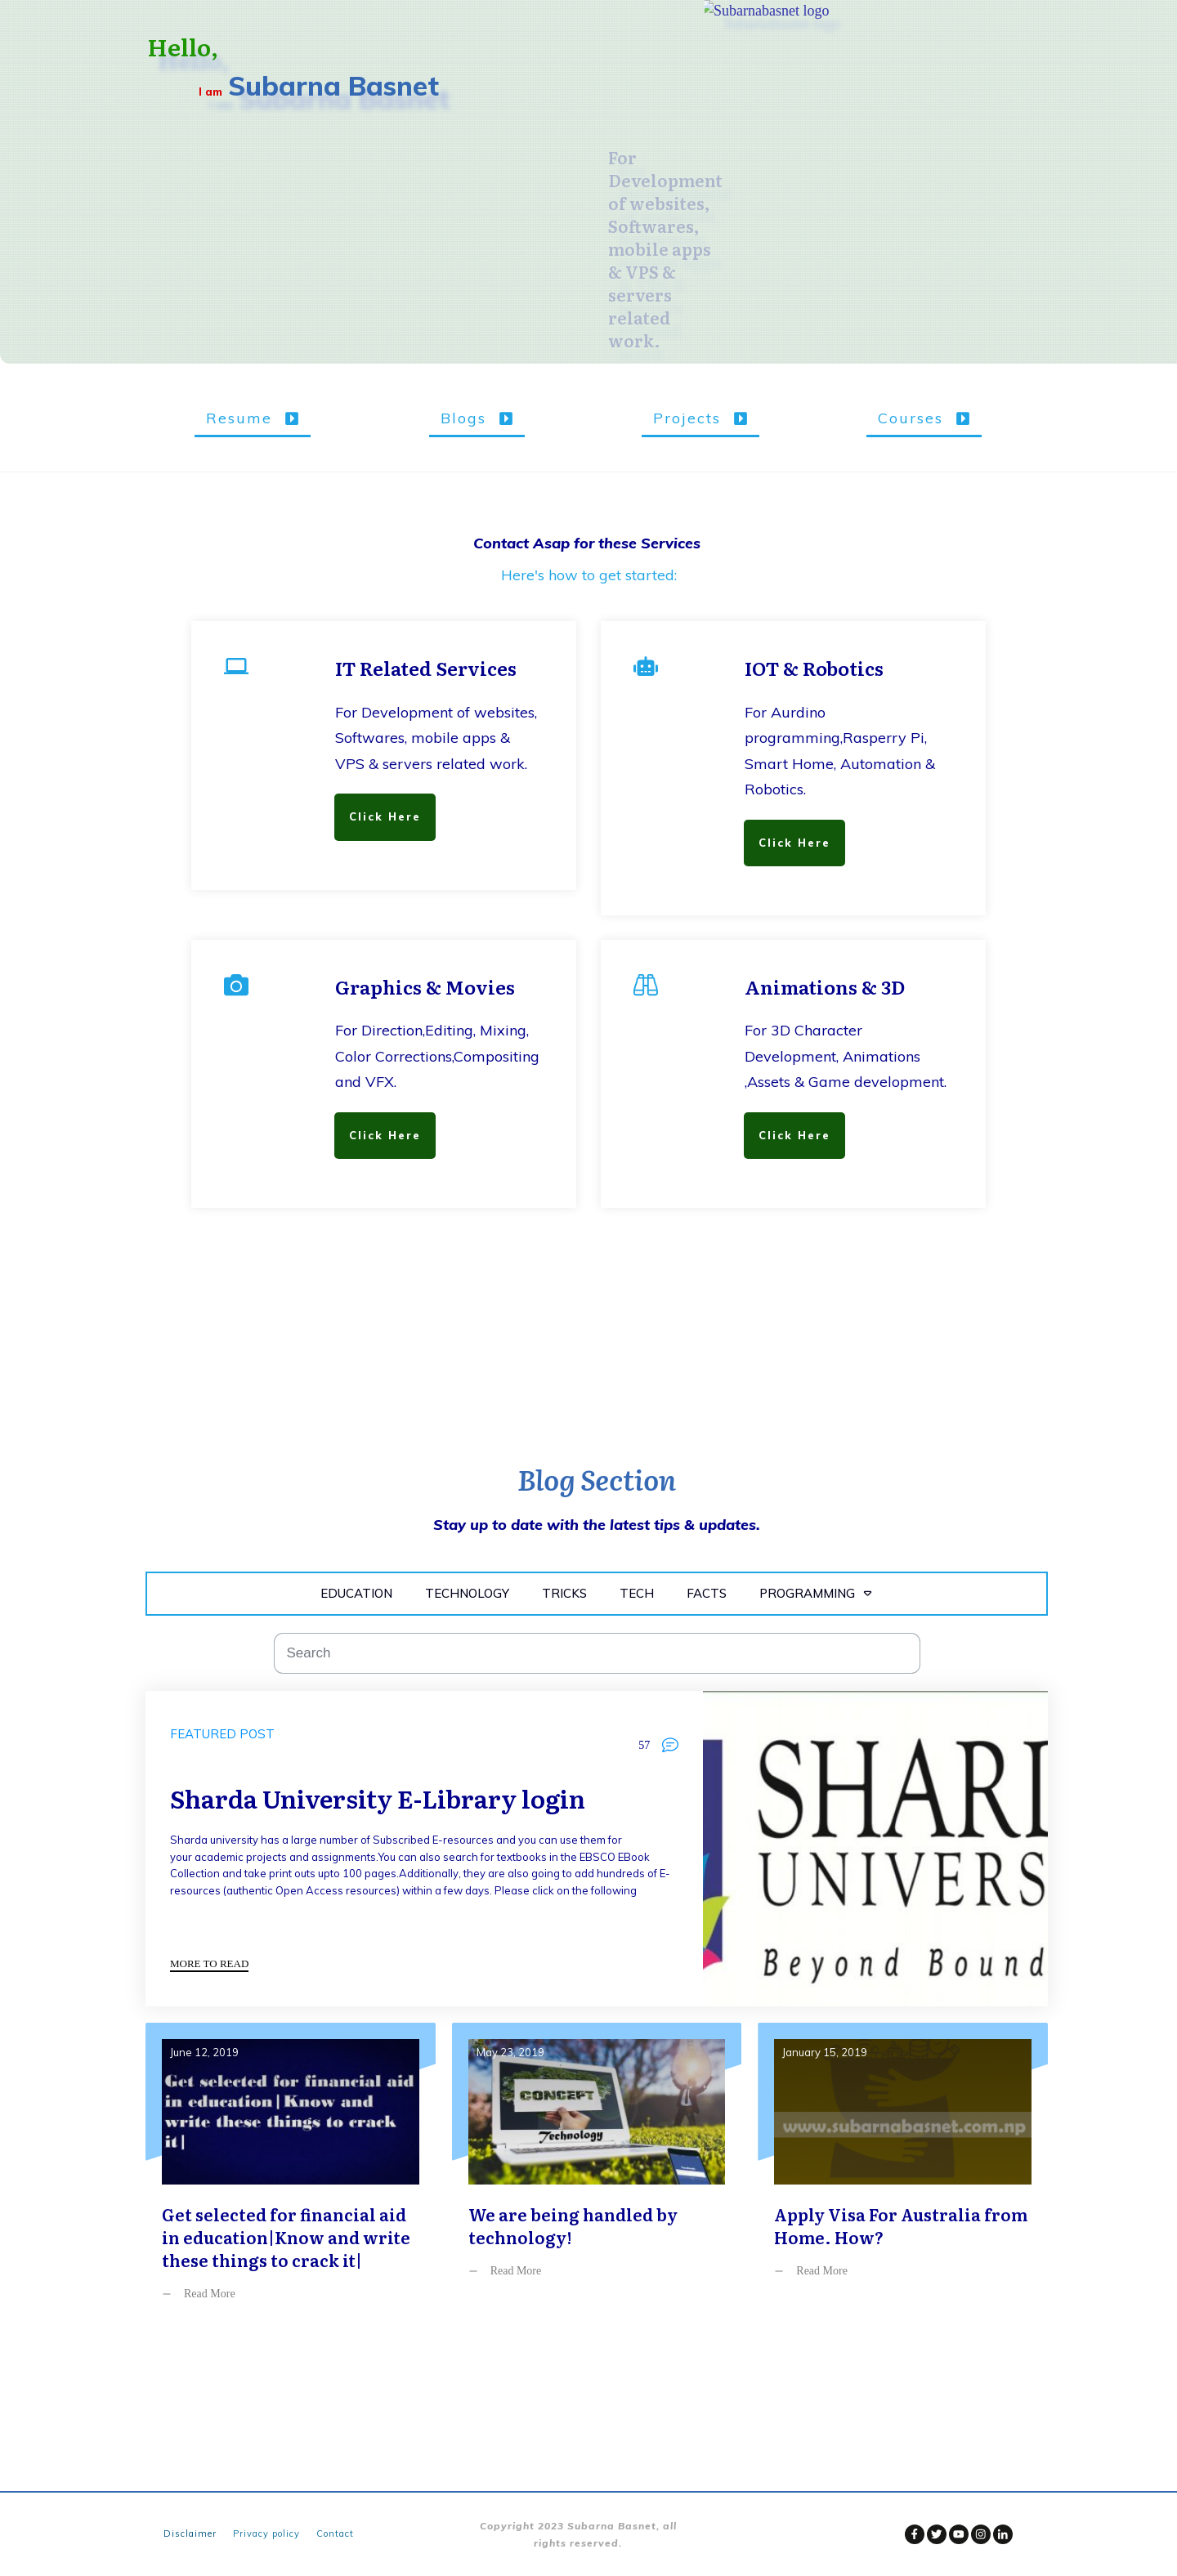 Subarnabasnet logo
Hello,
I am Subarna Basnet
For
Development
of websites,
Softwares,
mobile apps
& VPS &
servers
related
work.
Resume
Blogs
Projects
Courses
Contact Asap for these Services
Here's how to get started:
IT Related Services
For Development of websites,
Softwares, mobile apps &
VPS & servers related work.
Click Here
IOT & Robotics
For Aurdino
programming,Rasperry Pi,
Smart Home, Automation &
Robotics.
Click Here
Graphics & Movies
For Direction,Editing, Mixing,
Color Corrections,Compositing
and VFX.
Click Here
Animations & 3D
For 3D Character
Development, Animations
,Assets & Game development.
Click Here
Blog Section
Stay up to date with the latest tips & updates.
EDUCATION TECHNOLOGY TRICKS TECH FACTS PROGRAMMING
Search
FEATURED POST
57
Sharda University E-Library login
Sharda university has a large number of Subscribed E-resources and you can use them for
your academic projects and assignments.You can also search for textbooks in the EBSCO EBook
Collection and take print outs upto 100 pages.Additionally, they are also going to add hundreds of E-
resources (authentic Open Access resources) within a few days. Please click on the following
MORE TO READ
SHARD
UNIVERS
Beyond Bound
June 12, 2019
Get selected for financial aid
in education|Know and
write these things to crack
it|
Get selected for financial aid
in education|Know and write
these things to crack it|
Read More
May 23, 2019
CONCEPT
Technology
We are being handled by
technology!
Read More
January 15, 2019
www.subarnabasnet.com.np
Apply Visa For Australia from
Home. How?
Read More
Disclaimer Privacy policy Contact
Copyright 2023 Subarna Basnet, all
rights reserved.